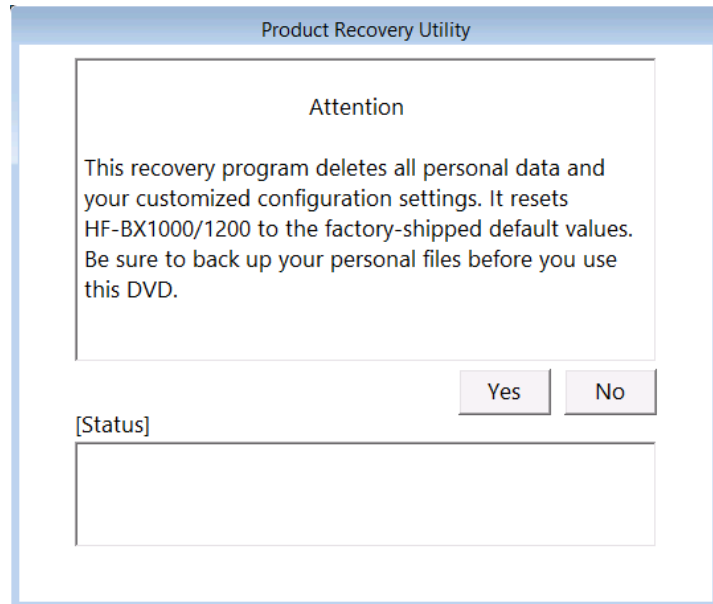 Product Recovery Utility
Attention
This recovery program deletes all personal data and
your customized configuration settings. It resets
HF-BX1000/1200 to the factory-shipped default values.
Be sure to back up your personal files before you use
this DVD.
Yes No
[Status]